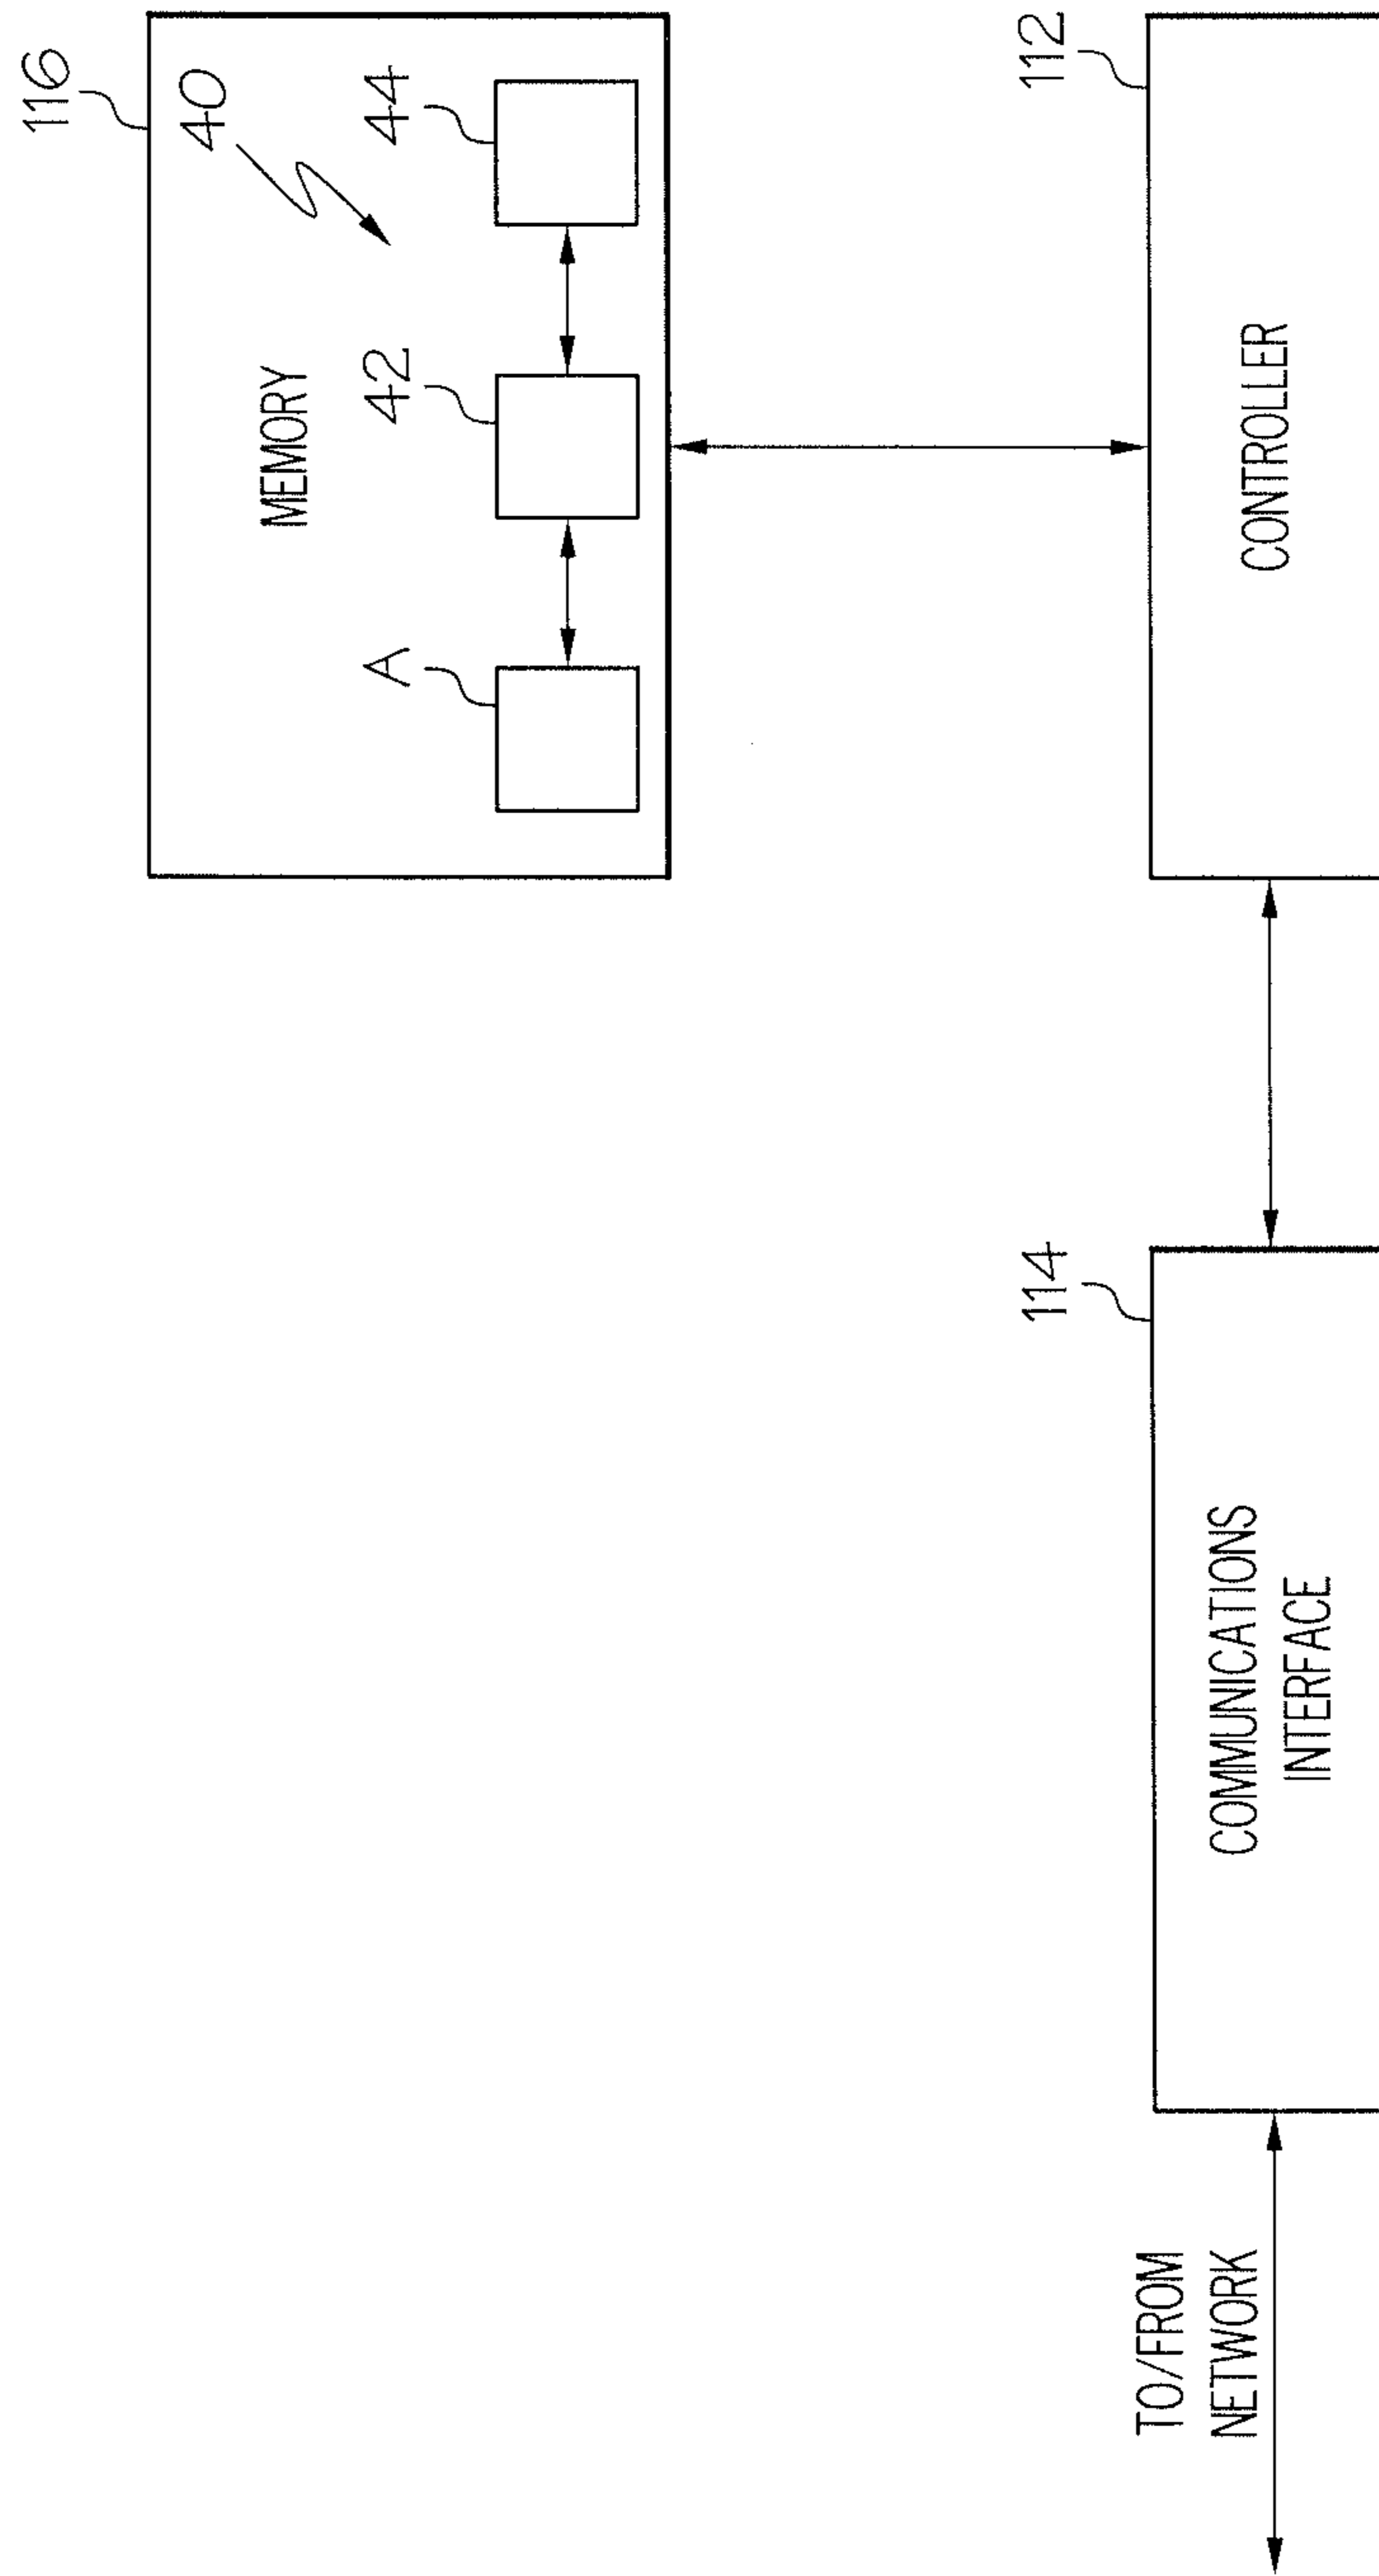 116
40
MEMORY
A
42
44
112
CONTROLLER
114
COMMUNICATIONS
INTERFACE
TO/FROM
NETWORK